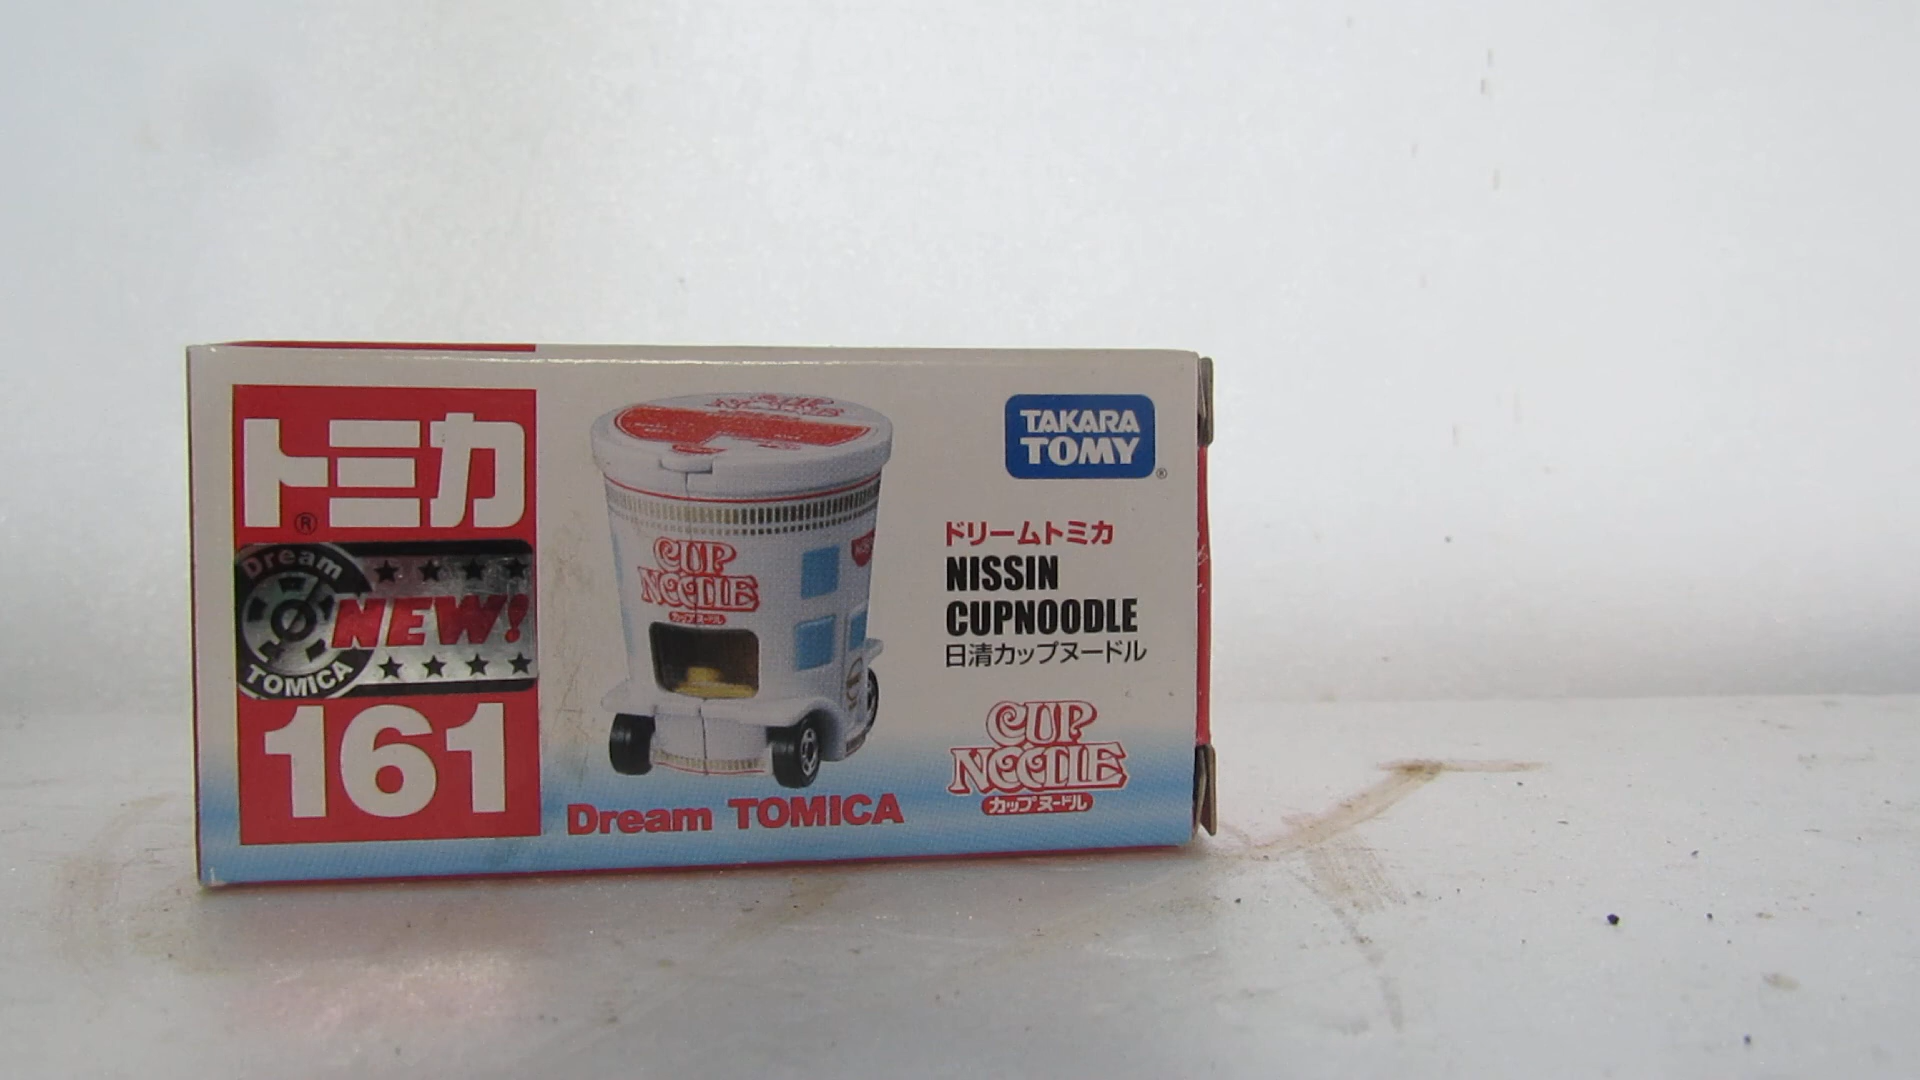 トミカ
®
Dream
TOMICA
NEW!
161
CUP
NOODLE
カップヌードル
Dream TOMICA
TAKARA
TOMY
®
ドリームトミカ
NISSIN
CUPNOODLE
日清カップヌードル
CUP
NOODLE
カップヌードル